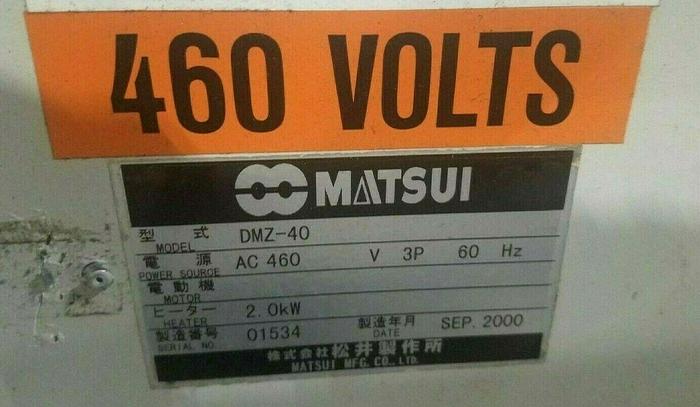 460 VOLTS
MATSUI
型式 DMZ-40
MODEL
電源 AC 460 V 3P 60 Hz
POWER SOURCE
電動機
MOTOR
ヒーター 2.0kW
HEATER
製造番号 01534 製造年月 SEP. 2000
SERIAL NO. DATE
株式会社 松井製作所
MATSUI MFG. CO., LTD.